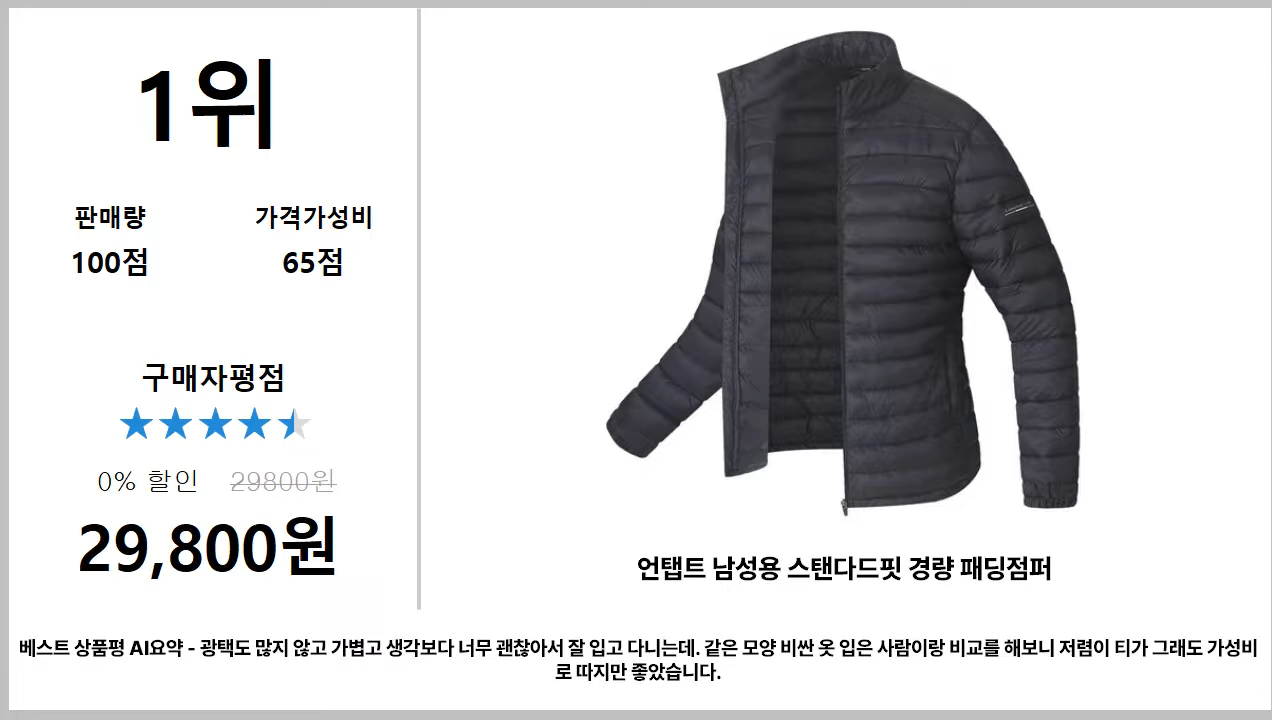 1위
판매량
가격가성비
100점
65점
구매자평점
0% 할인 29800원
29,800원
언탭트 남성용 스탠다드핏 경량 패딩점퍼
베스트 상품평 AI요약 - 광택도 많지 않고 가볍고 생각보다 너무 괜찮아서 잘 입고 다니는데. 같은 모양 비싼 옷 입은 사람이랑 비교를 해보니 저렴이 티가 그래도 가성비
로 따지만 좋았습니다.